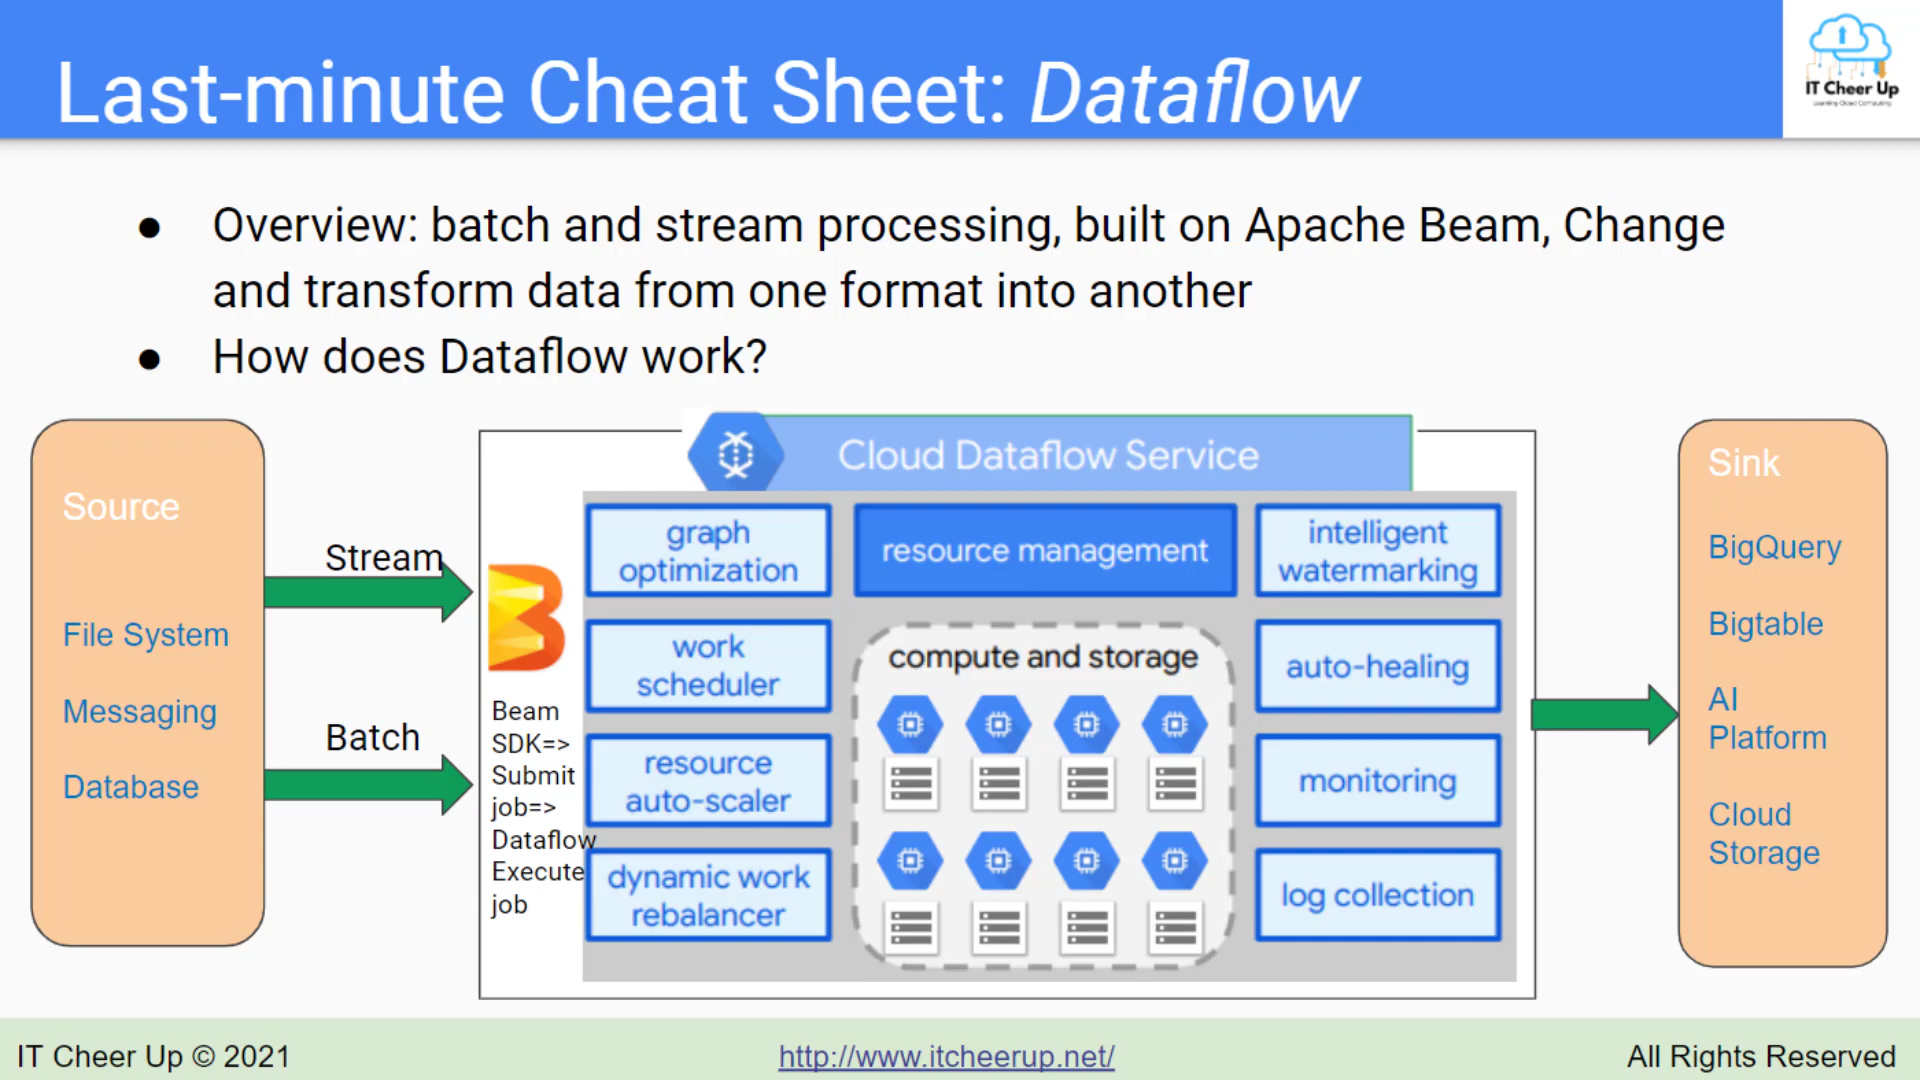 Last-minute Cheat Sheet: Dataflow
IT Cheer Up
Learning Cloud Computing
● Overview: batch and stream processing, built on Apache Beam, Change
and transform data from one format into another
● How does Dataflow work?
Source
File System
Messaging
Database
Stream
Batch
Beam
SDK=>
Submit
job=>
Dataflow
Execute
job
Cloud Dataflow Service
graph
optimization
work
scheduler
resource
auto-scaler
dynamic work
rebalancer
resource management
compute and storage
intelligent
watermarking
auto-healing
monitoring
log collection
Sink
BigQuery
Bigtable
AI
Platform
Cloud
Storage
IT Cheer Up © 2021
http://www.itcheerup.net/
All Rights Reserved